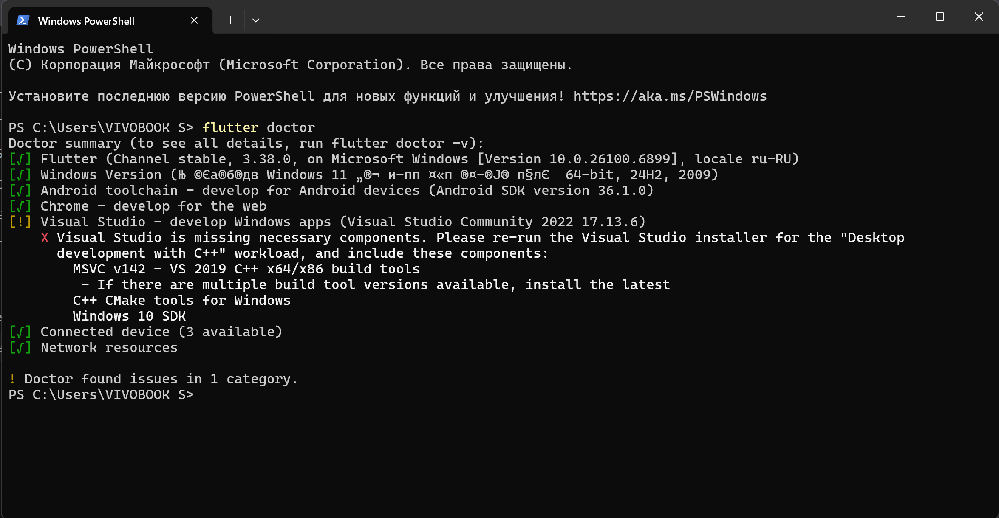 Windows PowerShell
Windows PowerShell
(C) Корпорация Майкрософт (Microsoft Corporation). Все права защищены.
Установите последнюю версию PowerShell для новых функций и улучшения! https://aka.ms/PSWindows
PS C:\Users\VIVOBOOK S> flutter doctor
Doctor summary (to see all details, run flutter doctor -v):
[√] Flutter (Channel stable, 3.38.0, on Microsoft Windows [Version 10.0.26100.6899], locale ru-RU)
[√] Windows Version (Њ ©Єа®б®дв Windows 11 „®¬ и-пп ¤«п ®¤-®Ј® п§лЄ  64-bit, 24H2, 2009)
[√] Android toolchain - develop for Android devices (Android SDK version 36.1.0)
[√] Chrome - develop for the web
[!] Visual Studio - develop Windows apps (Visual Studio Community 2022 17.13.6)
X Visual Studio is missing necessary components. Please re-run the Visual Studio installer for the "Desktop
development with C++" workload, and include these components:
MSVC v142 - VS 2019 C++ x64/x86 build tools
- If there are multiple build tool versions available, install the latest
C++ CMake tools for Windows
Windows 10 SDK
[√] Connected device (3 available)
[√] Network resources
! Doctor found issues in 1 category.
PS C:\Users\VIVOBOOK S>